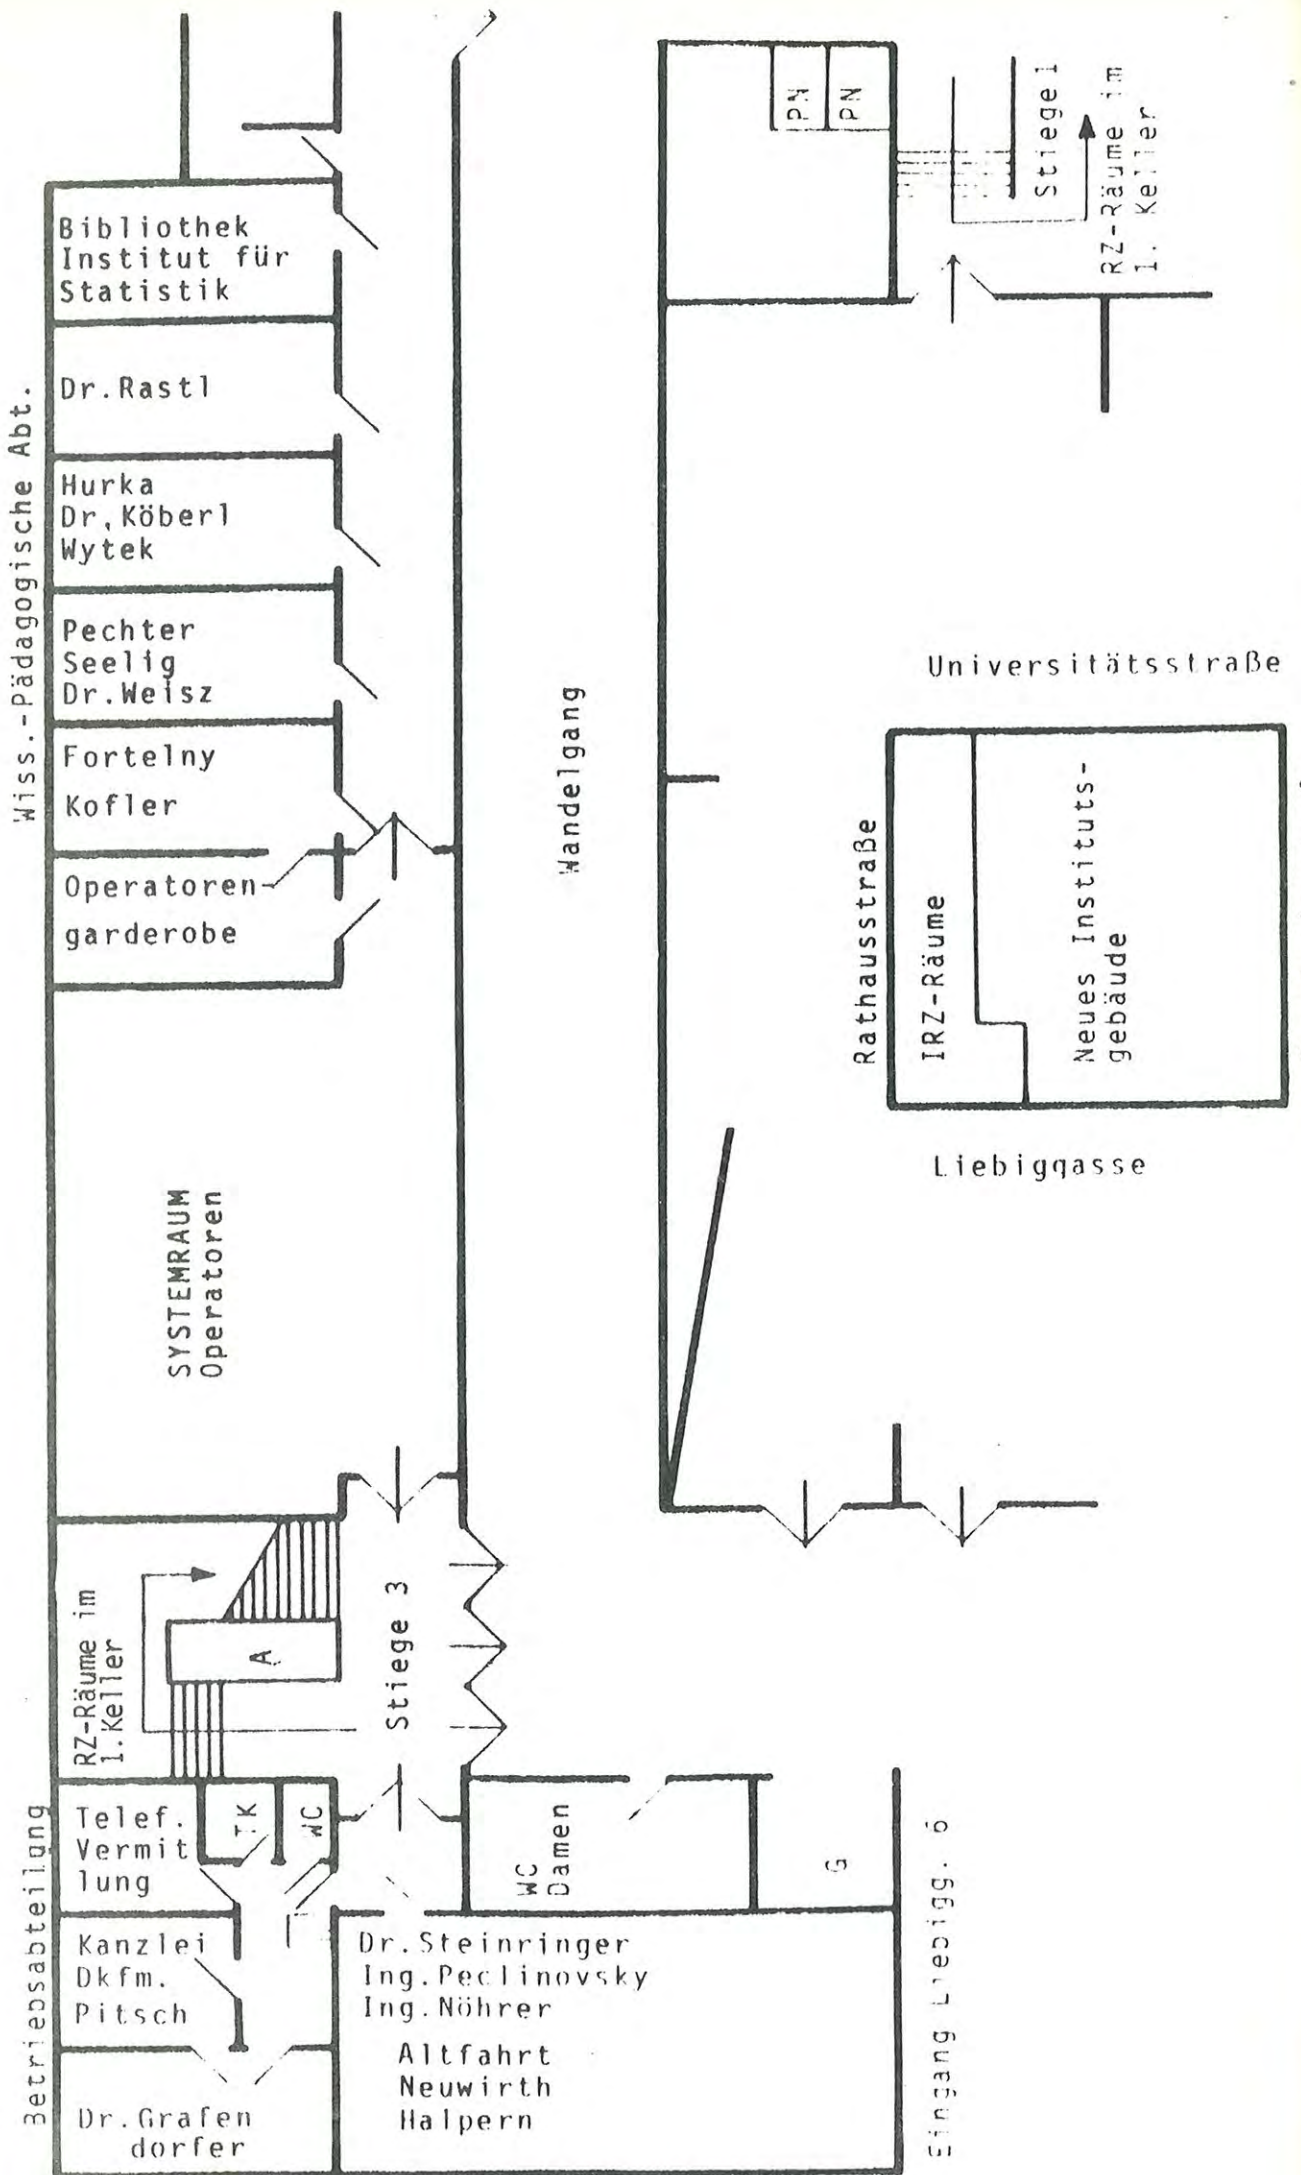 Wiss.-Pädagogische Abt.
Bibliothek
Institut für
Statistik
Dr.Rastl
Hurka
Dr,Köberl
Wytek
Pechter
Seelig
Dr.Weisz
Fortelny
Kofler
Operatoren-
garderobe
SYSTEMRAUM
Operatoren
Wandelgang
PN
PN
Stiege 1
RZ-Räume im
1. Keller
Universitätsstraße
Rathausstraße
IRZ-Räume
Neues Instituts-
gebäude
Liebiggasse
RZ-Räume im
1.Keller
A
Stiege 3
Betriebsabteilung
Telef.
Vermit
lung
TK
WC
WC
Damen
G
Kanzlei
Dkfm.
Pitsch
Dr.Grafen
dorfer
Dr.Steinringer
Ing.Peclinovsky
Ing.Nöhrer
Altfahrt
Neuwirth
Halpern
Eingang Liebigg. 6